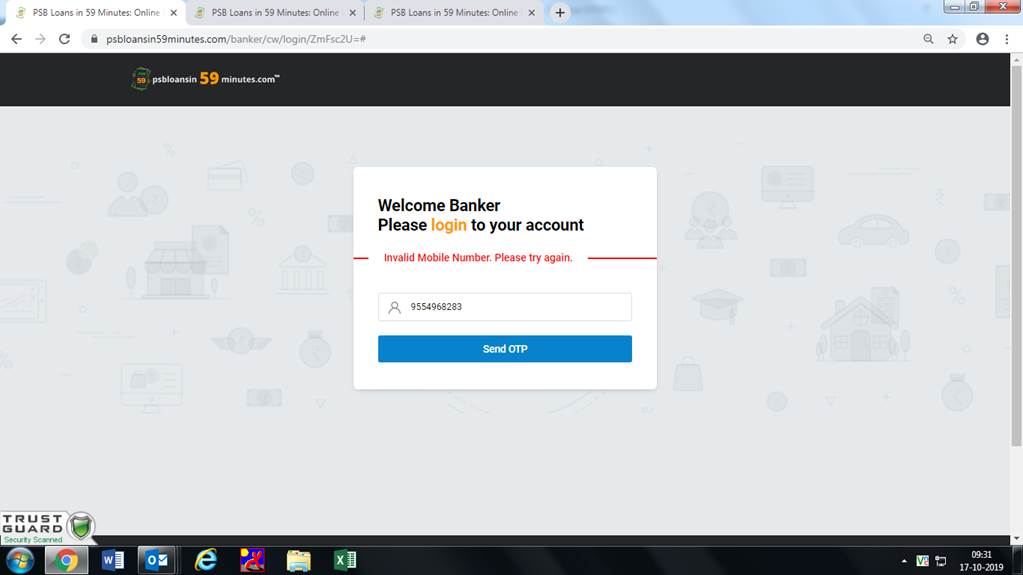 PSB Loans in 59 Minutes: Online
PSB Loans in 59 Minutes: Online
PSB Loans in 59 Minutes: Online
psbloansin59minutes.com/banker/cw/login/ZmFsc2U=#
psbloansin 59 minutes.com™
Welcome Banker
Please login to your account
Invalid Mobile Number. Please try again.
9554968283
Send OTP
TRUST
GUARD
Security Scanned
09:31
17-10-2019